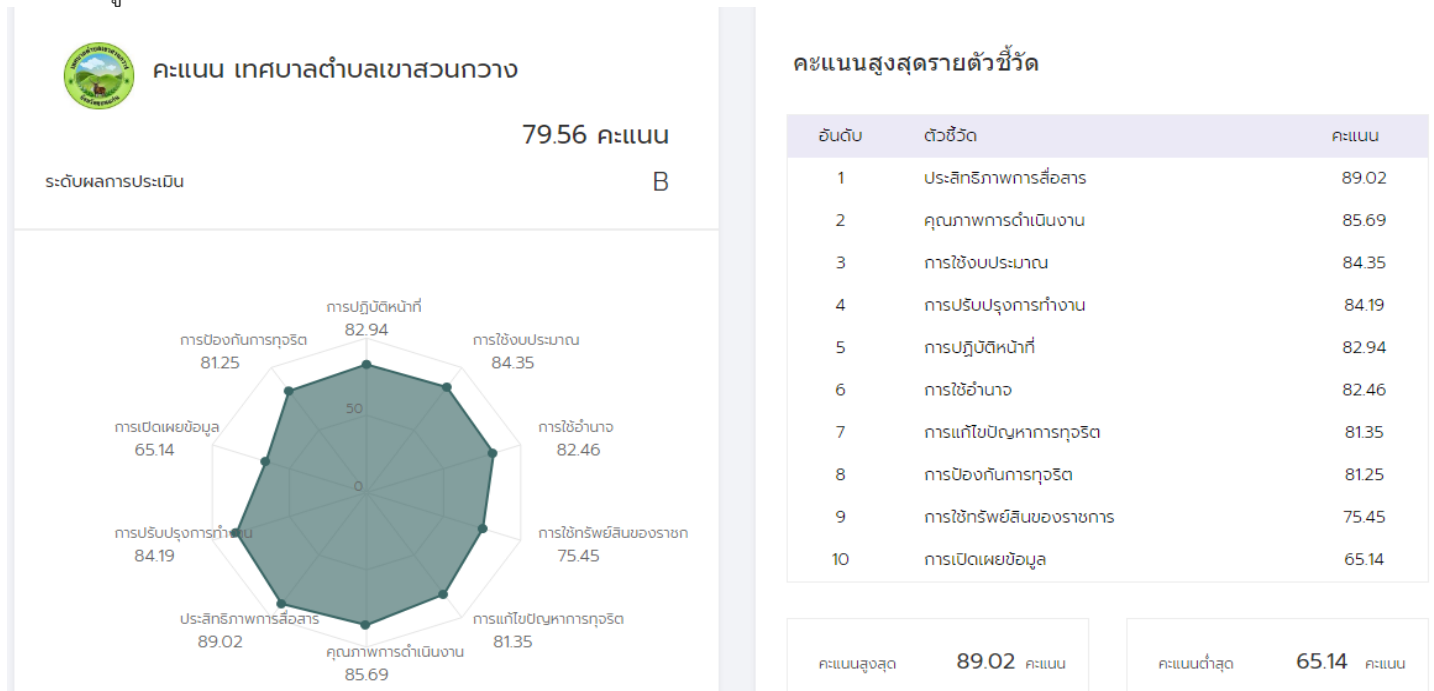 คะแนน เทศบาลตำบลเขาสวนกวาง
79.56 คะแนน
ระดับผลการประเมิน B
การปฏิบัติหน้าที่
82.94
การป้องกันการทุจริต
81.25
การใช้งบประมาณ
84.35
50
การเปิดเผยข้อมูล
65.14
การใช้อำนาจ
82.46
0
การปรับปรุงการทำงาน
84.19
การใช้ทรัพย์สินของราชก
75.45
ประสิทธิภาพการสื่อสาร
89.02
การแก้ไขปัญหาการทุจริต
81.35
คุณภาพการดำเนินงาน
85.69
คะแนนสูงสุดรายตัวชี้วัด
อันดับ ตัวชี้วัด คะแนน
1 ประสิทธิภาพการสื่อสาร 89.02
2 คุณภาพการดำเนินงาน 85.69
3 การใช้งบประมาณ 84.35
4 การปรับปรุงการทำงาน 84.19
5 การปฏิบัติหน้าที่ 82.94
6 การใช้อำนาจ 82.46
7 การแก้ไขปัญหาการทุจริต 81.35
8 การป้องกันการทุจริต 81.25
9 การใช้ทรัพย์สินของราชการ 75.45
10 การเปิดเผยข้อมูล 65.14
คะแนนสูงสุด 89.02 คะแนน
คะแนนต่ำสุด 65.14 คะแนน